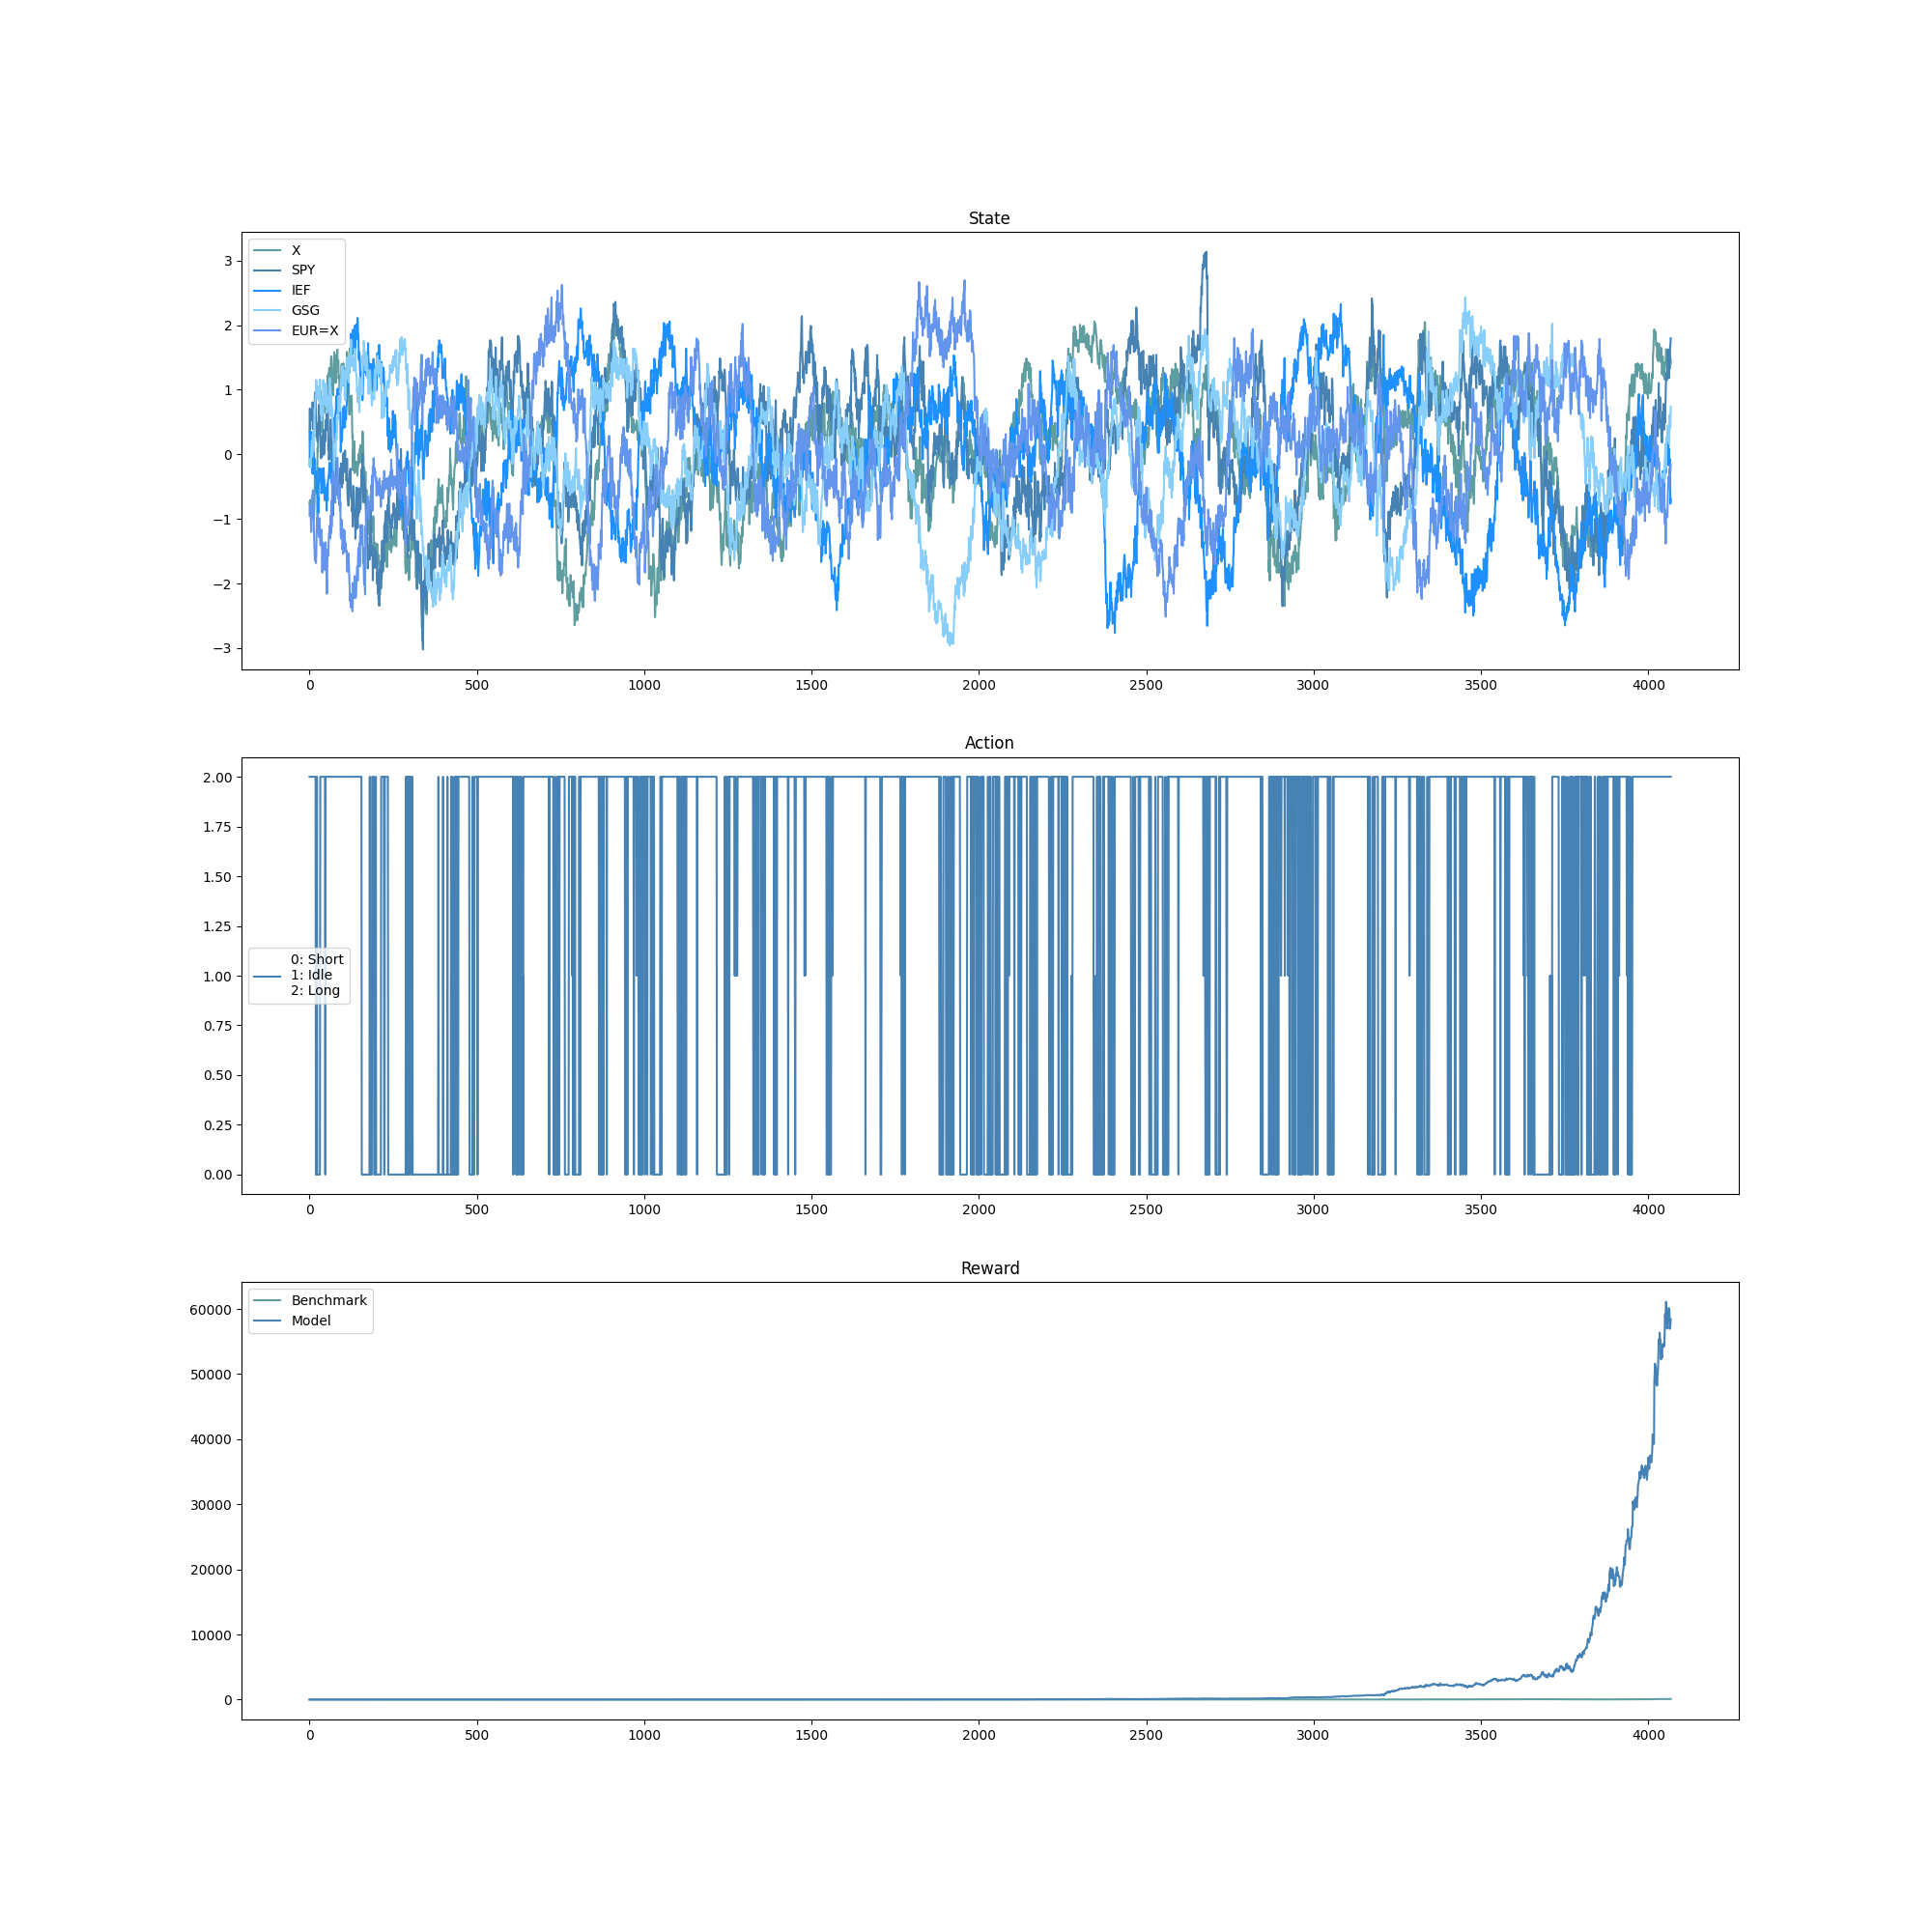 State
X
SPY
IEF
GSG
EUR=X
3
2
1
0
−1
−2
−3
0 500 1000 1500 2000 2500 3000 3500 4000
Action
2.00
1.75
1.50
1.25
1.00
0.75
0.50
0.25
0.00
0: Short
1: Idle
2: Long
0 500 1000 1500 2000 2500 3000 3500 4000
Reward
Benchmark
Model
60000
50000
40000
30000
20000
10000
0
0 500 1000 1500 2000 2500 3000 3500 4000